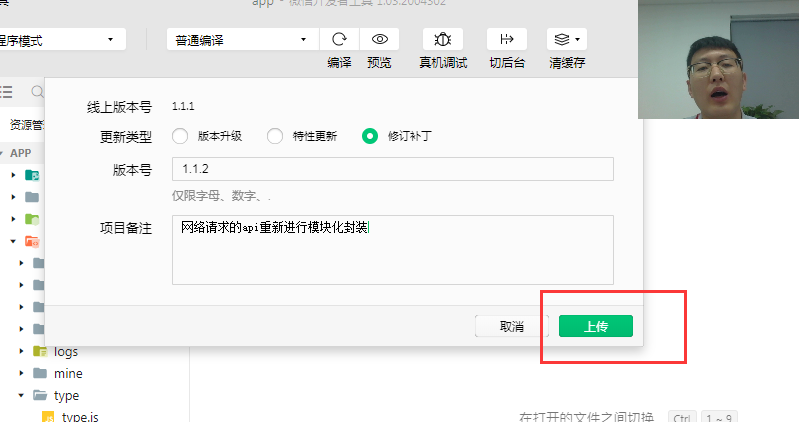 app - 微信开发者工具 1.03.2004302
程序模式
普通编译
编译 预览 真机调试 切后台 清缓存
线上版本号 1.1.1
更新类型 版本升级 特性更新 修订补丁
版本号 1.1.2
仅限字母、数字、.
项目备注 网络请求的api重新进行模块化封装
取消 上传
资源管
APP
logs
mine
type
type.js
在打开的文件之间切换 Ctrl 1 ~ 9